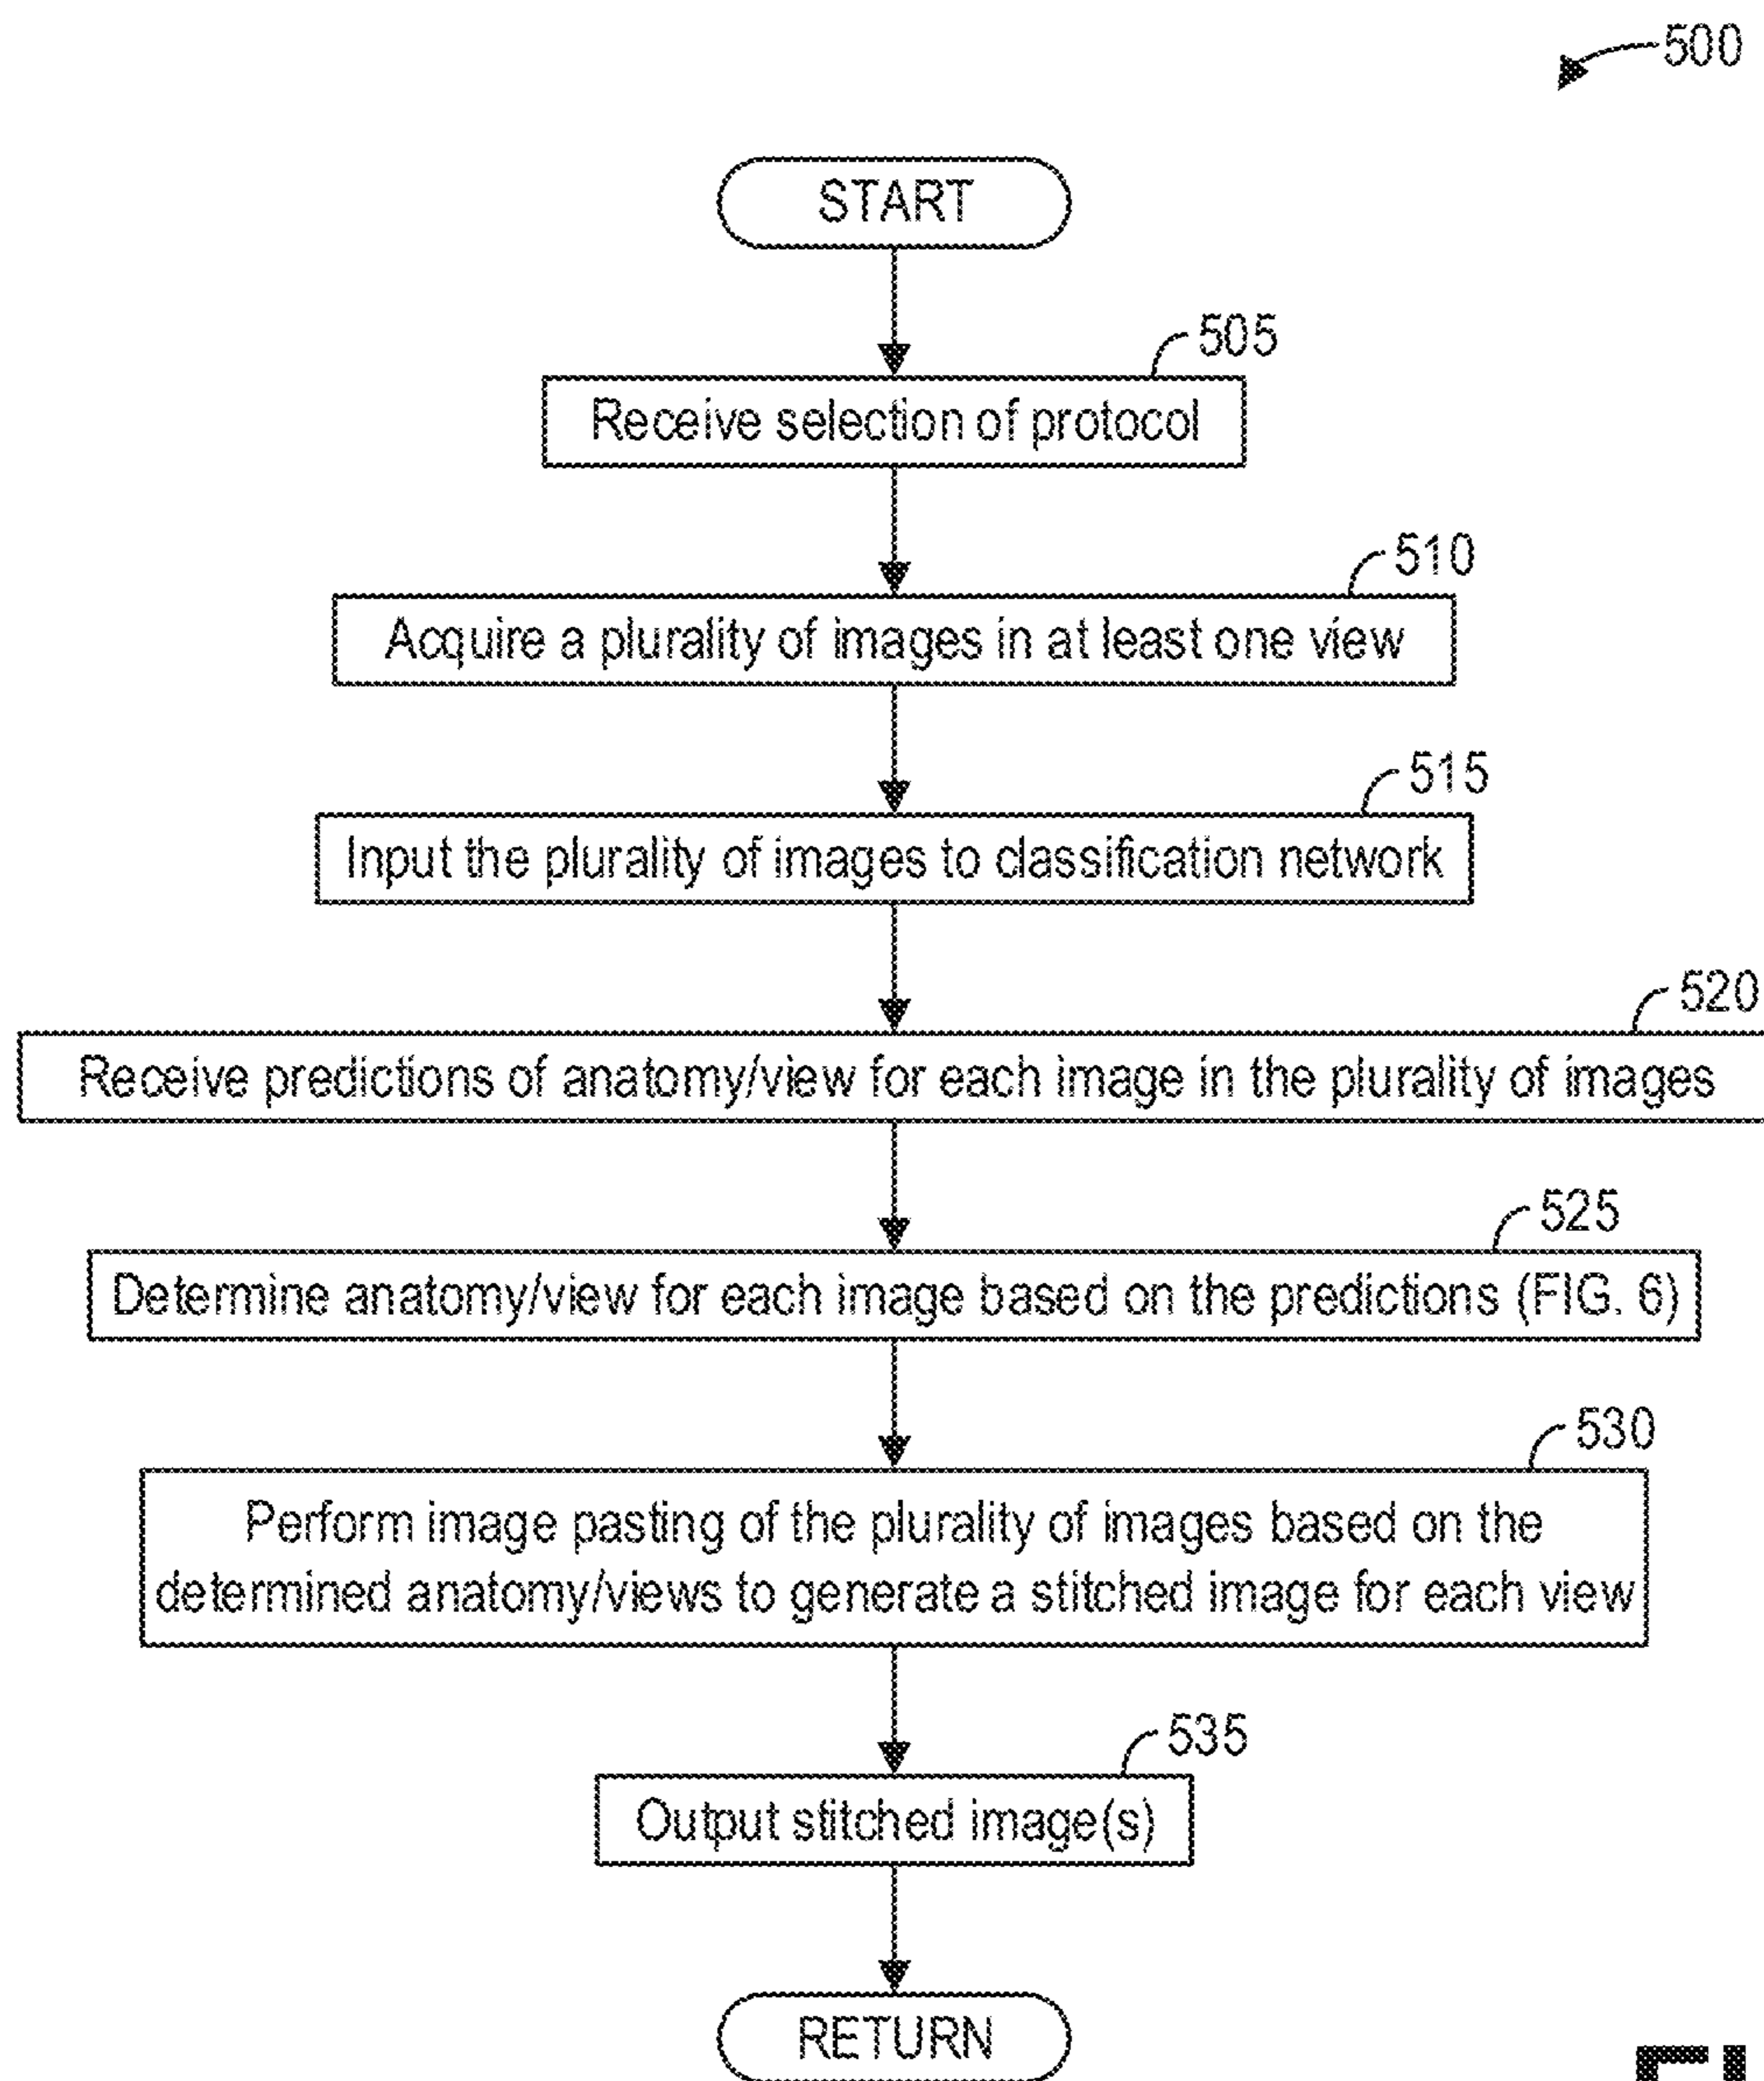 500
START
505
Receive selection of protocol
510
Acquire a plurality of images in at least one view
515
Input the plurality of images to classification network
520
Receive predictions of anatomy/view for each image in the plurality of images
525
Determine anatomy/view for each image based on the predictions (FIG. 6)
530
Perform image pasting of the plurality of images based on the
determined anatomy/views to generate a stitched image for each view
535
Output stitched image(s)
RETURN